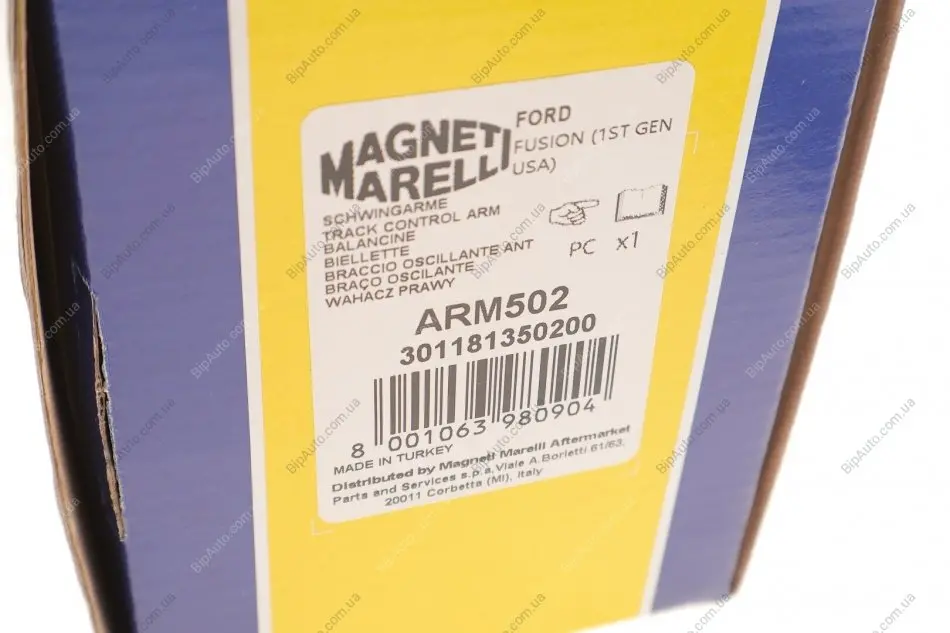 MAGNETI
MARELLI
FORD
FUSION (1ST GEN
USA)
SCHWINGARME
TRACK CONTROL ARM
BALANCINE
BIELLETTE
BRACCIO OSCILLANTE ANT
BRAÇO OSCILANTE
WAHACZ PRAWY
PC x1
ARM502
301181350200
8 001063 980904
MADE IN TURKEY
Distributed by Magneti Marelli Aftermarket
Parts and Services s.p.a. Viale A.Borletti 61/63,
20011 Corbetta (MI), Italy
BipAuto.com.ua